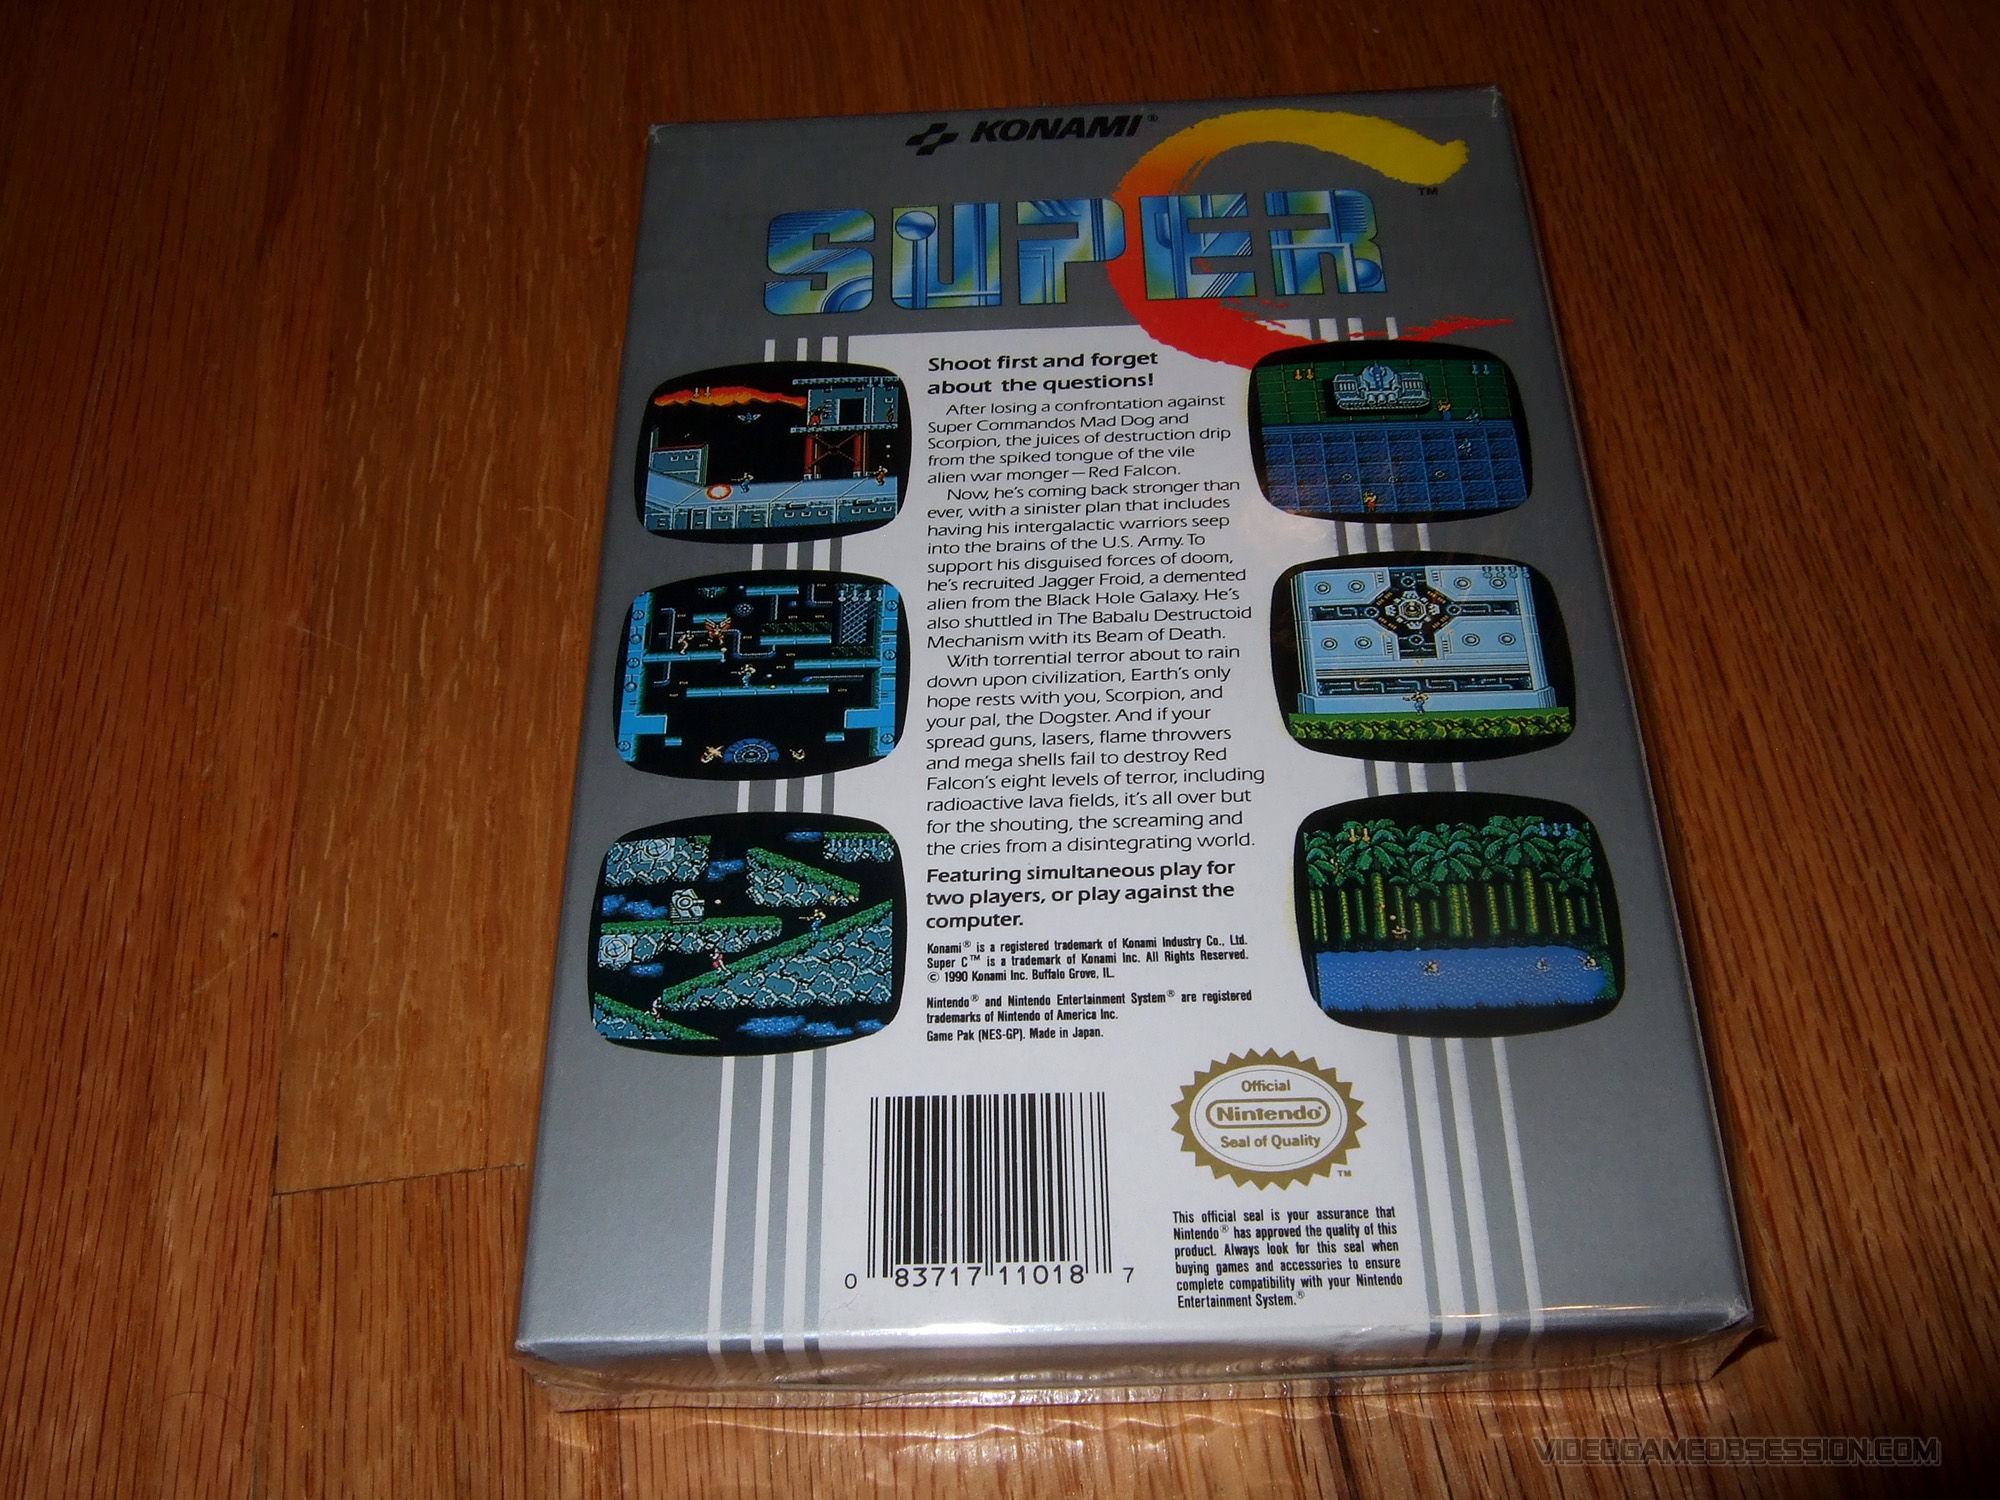 KONAMI®
SUPER C™
Shoot first and forget
about the questions!
After losing a confrontation against
Super Commandos Mad Dog and
Scorpion, the juices of destruction drip
from the spiked tongue of the vile
alien war monger — Red Falcon.
Now, he's coming back stronger than
ever, with a sinister plan that includes
having his intergalactic warriors seep
into the brains of the U.S. Army. To
support his disguised forces of doom,
he's recruited Jagger Froid, a demented
alien from the Black Hole Galaxy. He's
also shuttled in The Babalu Destructoid
Mechanism with its Beam of Death.
With torrential terror about to rain
down upon civilization, Earth's only
hope rests with you, Scorpion, and
your pal, the Dogster. And if your
spread guns, lasers, flame throwers
and mega shells fail to destroy Red
Falcon's eight levels of terror, including
radioactive lava fields, it's all over but
for the shouting, the screaming and
the cries from a disintegrating world.
Featuring simultaneous play for
two players, or play against the
computer.
Konami® is a registered trademark of Konami Industry Co., Ltd.
Super C™ is a trademark of Konami Inc. All Rights Reserved.
© 1990 Konami Inc. Buffalo Grove, IL.
Nintendo® and Nintendo Entertainment System® are registered
trademarks of Nintendo of America Inc.
Game Pak (NES-GP). Made in Japan.
Official
Nintendo®
Seal of Quality
™
0 83717 11018 7
This official seal is your assurance that
Nintendo® has approved the quality of this
product. Always look for this seal when
buying games and accessories to ensure
complete compatibility with your Nintendo
Entertainment System.®
VIDEOGAMEOBSESSION.COM